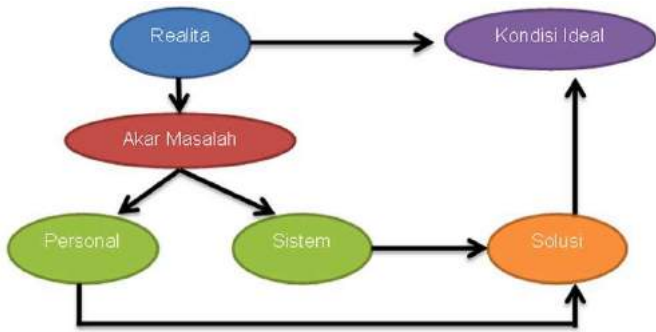 Realita
Kondisi Ideal
Akar Masalah
Personal
Sistem
Solusi